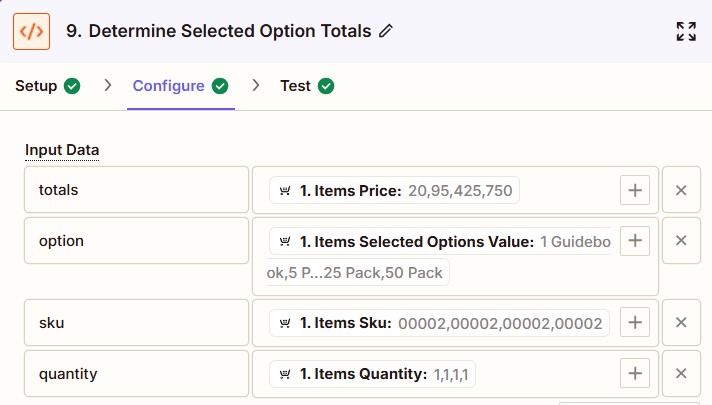 9. Determine Selected Option Totals
Setup
Configure
Test
Input Data
totals
1. Items Price: 20,95,425,750
option
1. Items Selected Options Value: 1 Guidebo
ok,5 P...25 Pack,50 Pack
sku
1. Items Sku: 00002,00002,00002,00002
quantity
1. Items Quantity: 1,1,1,1